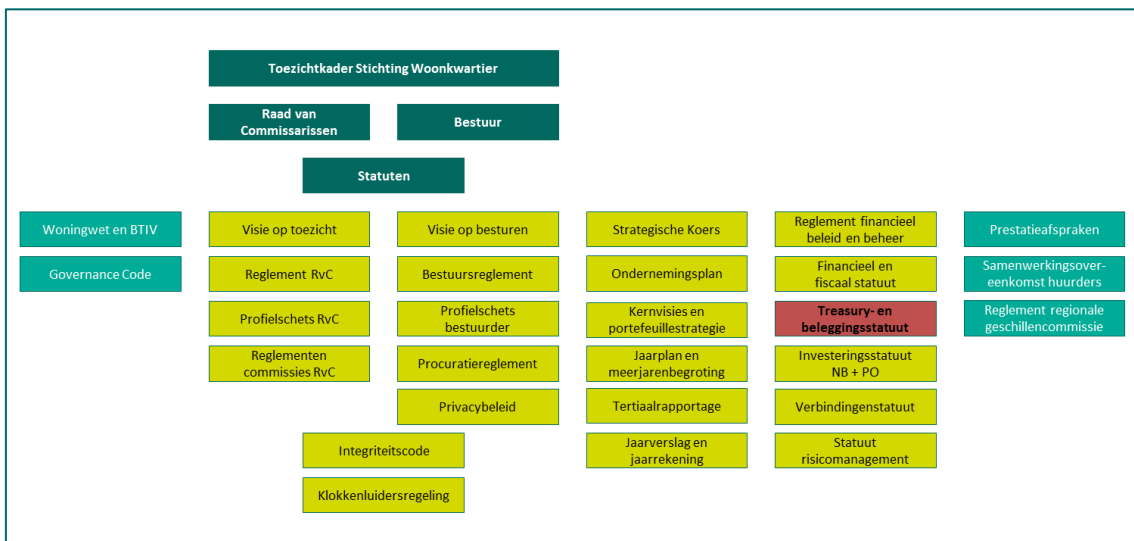 Toezichtkader Stichting Woonkwartier
Raad van
Commissarissen
Bestuur
Statuten
Woningwet en BTIV
Visie op toezicht
Visie op besturen
Strategische Koers
Reglement financieel
beleid en beheer
Prestatieafspraken
Governance Code
Reglement RvC
Bestuursreglement
Ondernemingsplan
Financieel en
fiscaal statuut
Samenwerkingsover-
eenkomst huurders
Profielschets RvC
Profielschets
bestuurder
Kernvisies en
portefeuillestrategie
Treasury- en
beleggingsstatuut
Reglement regionale
geschillencommissie
Reglementen
commissies RvC
Procuratiereglement
Jaarplan en
meerjarenbegroting
Investeringsstatuut
NB + PO
Privacybeleid
Tertiaalrapportage
Verbindingenstatuut
Integriteitscode
Jaarverslag en
jaarrekening
Statuut
risicomanagement
Klokkenluidersregeling